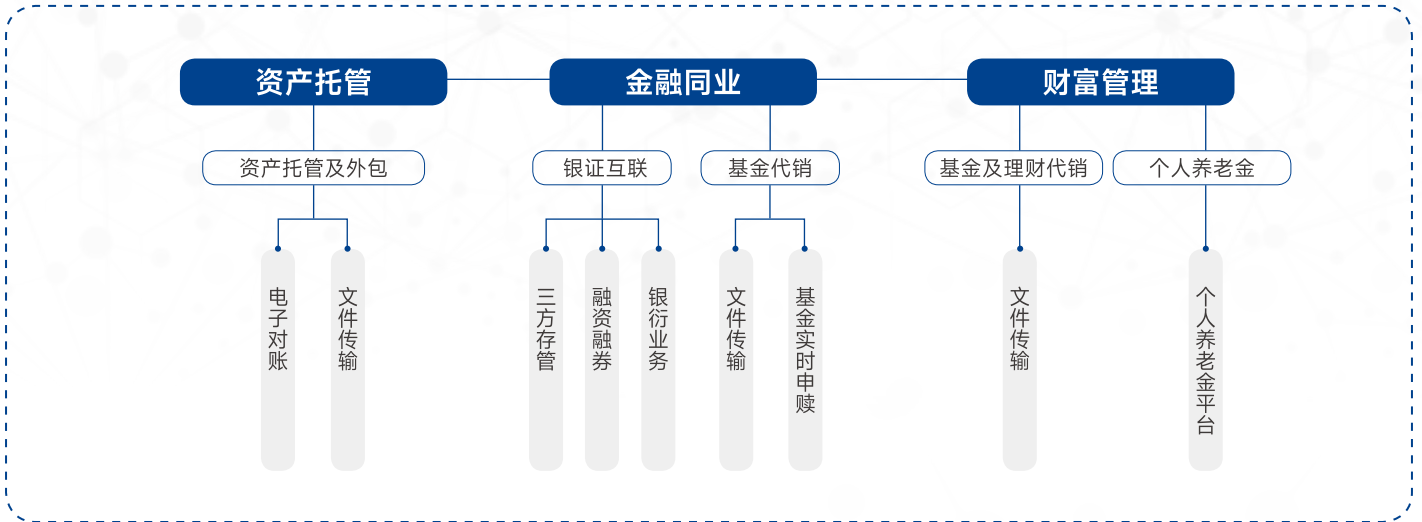 资产托管
金融同业
财富管理
资产托管及外包
银证互联
基金代销
基金及理财代销
个人养老金
电子对账
文件传输
三方存管
融资融券
银衍业务
文件传输
基金实时申赎
文件传输
个人养老金平台